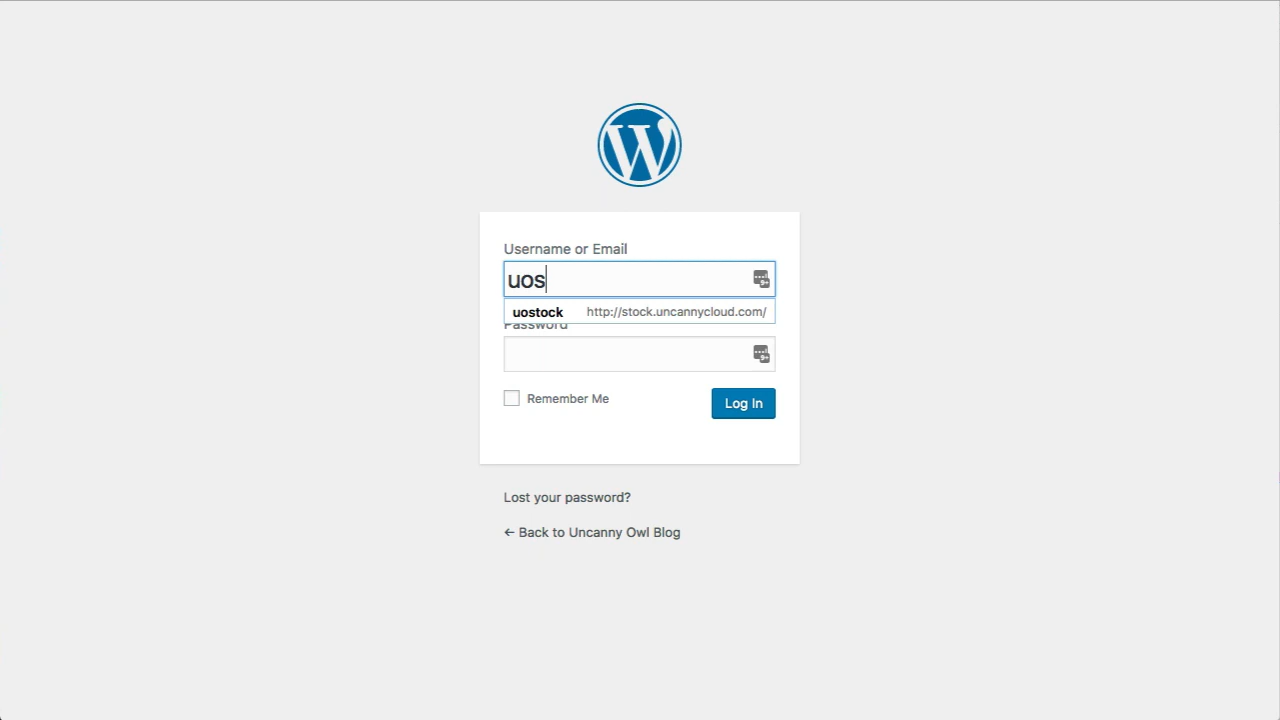 Username or Email
uos
uostock http://stock.uncannycloud.com/
Password
Remember Me
Log In
Lost your password?
← Back to Uncanny Owl Blog